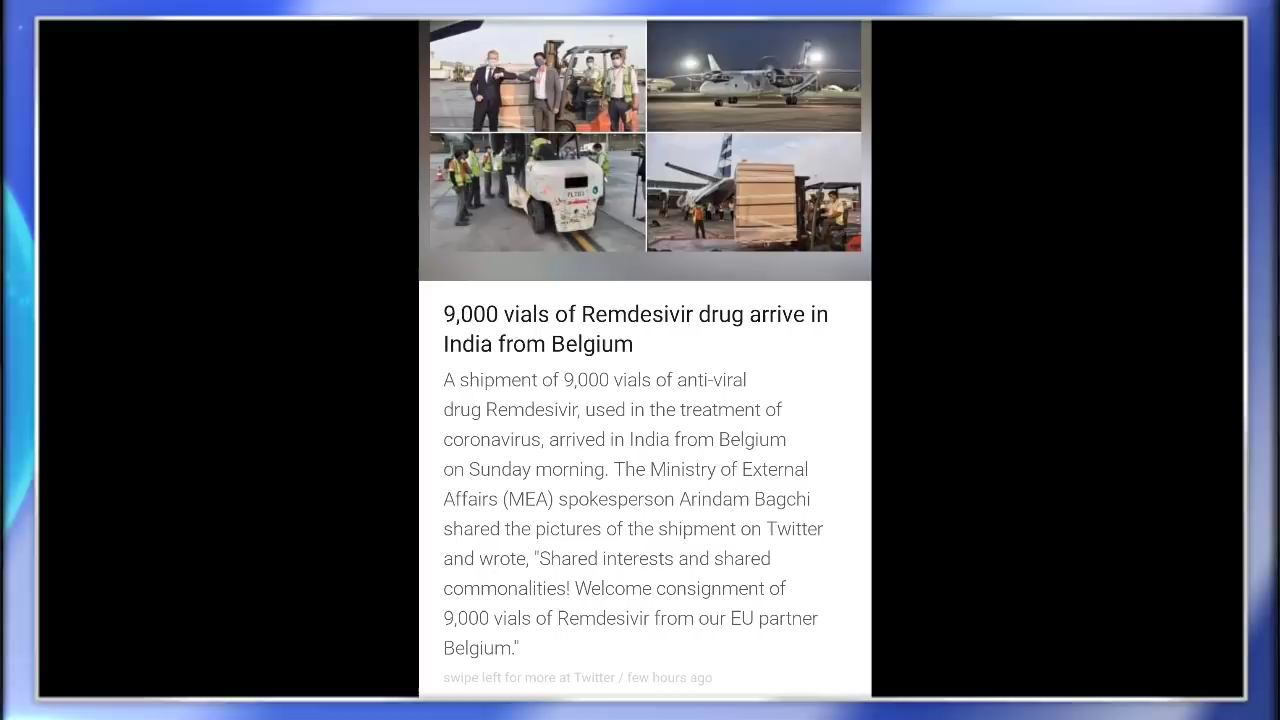 9,000 vials of Remdesivir drug arrive in
India from Belgium
A shipment of 9,000 vials of anti-viral
drug Remdesivir, used in the treatment of
coronavirus, arrived in India from Belgium
on Sunday morning. The Ministry of External
Affairs (MEA) spokesperson Arindam Bagchi
shared the pictures of the shipment on Twitter
and wrote, "Shared interests and shared
commonalities! Welcome consignment of
9,000 vials of Remdesivir from our EU partner
Belgium."
swipe left for more at Twitter / few hours ago